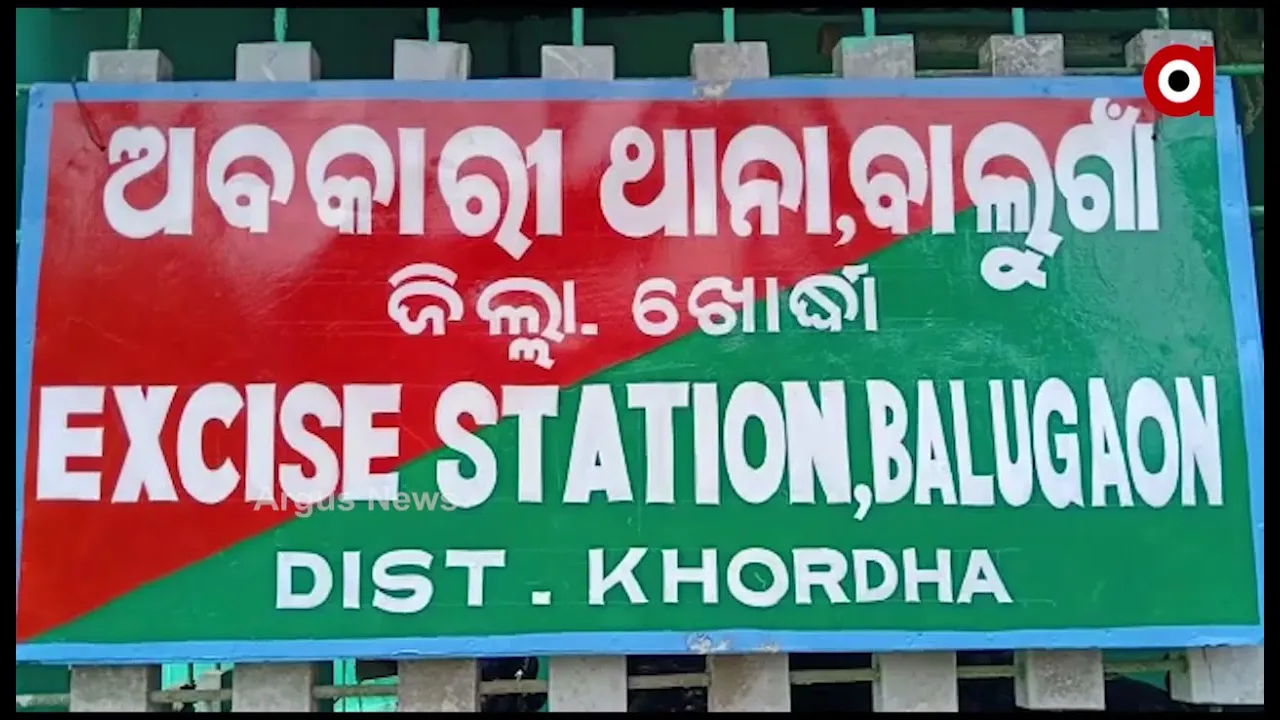 ଅବକାରୀ ଥାନା,ବାଲୁଗାଁ
ଜିଲ୍ଲା. ଖୋର୍ଦ୍ଧା
EXCISE STATION,BALUGAON
Argus News
DIST. KHORDHA